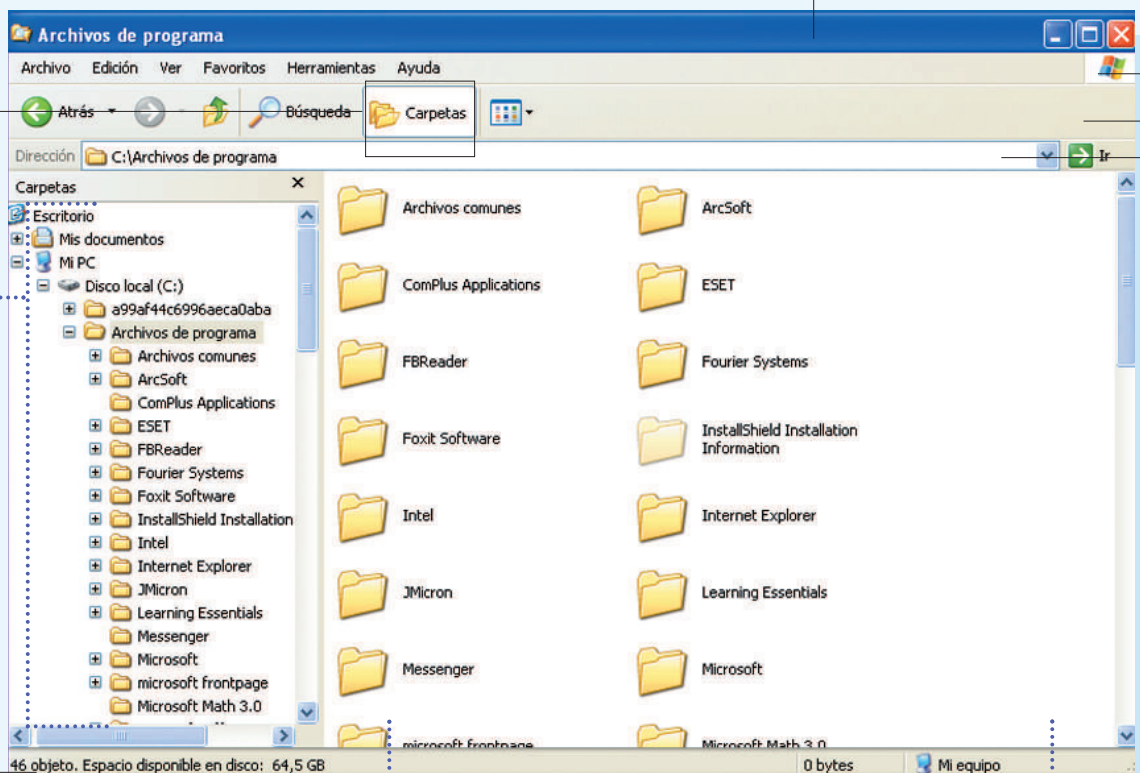 Archivos de programa
Archivo Edición Ver Favoritos Herramientas Ayuda
Atrás Búsqueda Carpetas
Dirección C:\Archivos de programa Ir
Carpetas
Escritorio
Mis documentos
Mi PC
Disco local (C:)
a99af44c6996aeca0aba
Archivos de programa
Archivos comunes
ArcSoft
ComPlus Applications
ESET
FBReader
Fourier Systems
Foxit Software
InstallShield Installation
Intel
Internet Explorer
JMicron
Learning Essentials
Messenger
Microsoft
microsoft frontpage
Microsoft Math 3.0
Archivos comunes
ArcSoft
ComPlus Applications
ESET
FBReader
Fourier Systems
Foxit Software
InstallShield Installation
Information
Intel
Internet Explorer
JMicron
Learning Essentials
Messenger
Microsoft
microsoft frontpage
Microsoft Math 3.0
46 objeto. Espacio disponible en disco: 64,5 GB 0 bytes Mi equipo